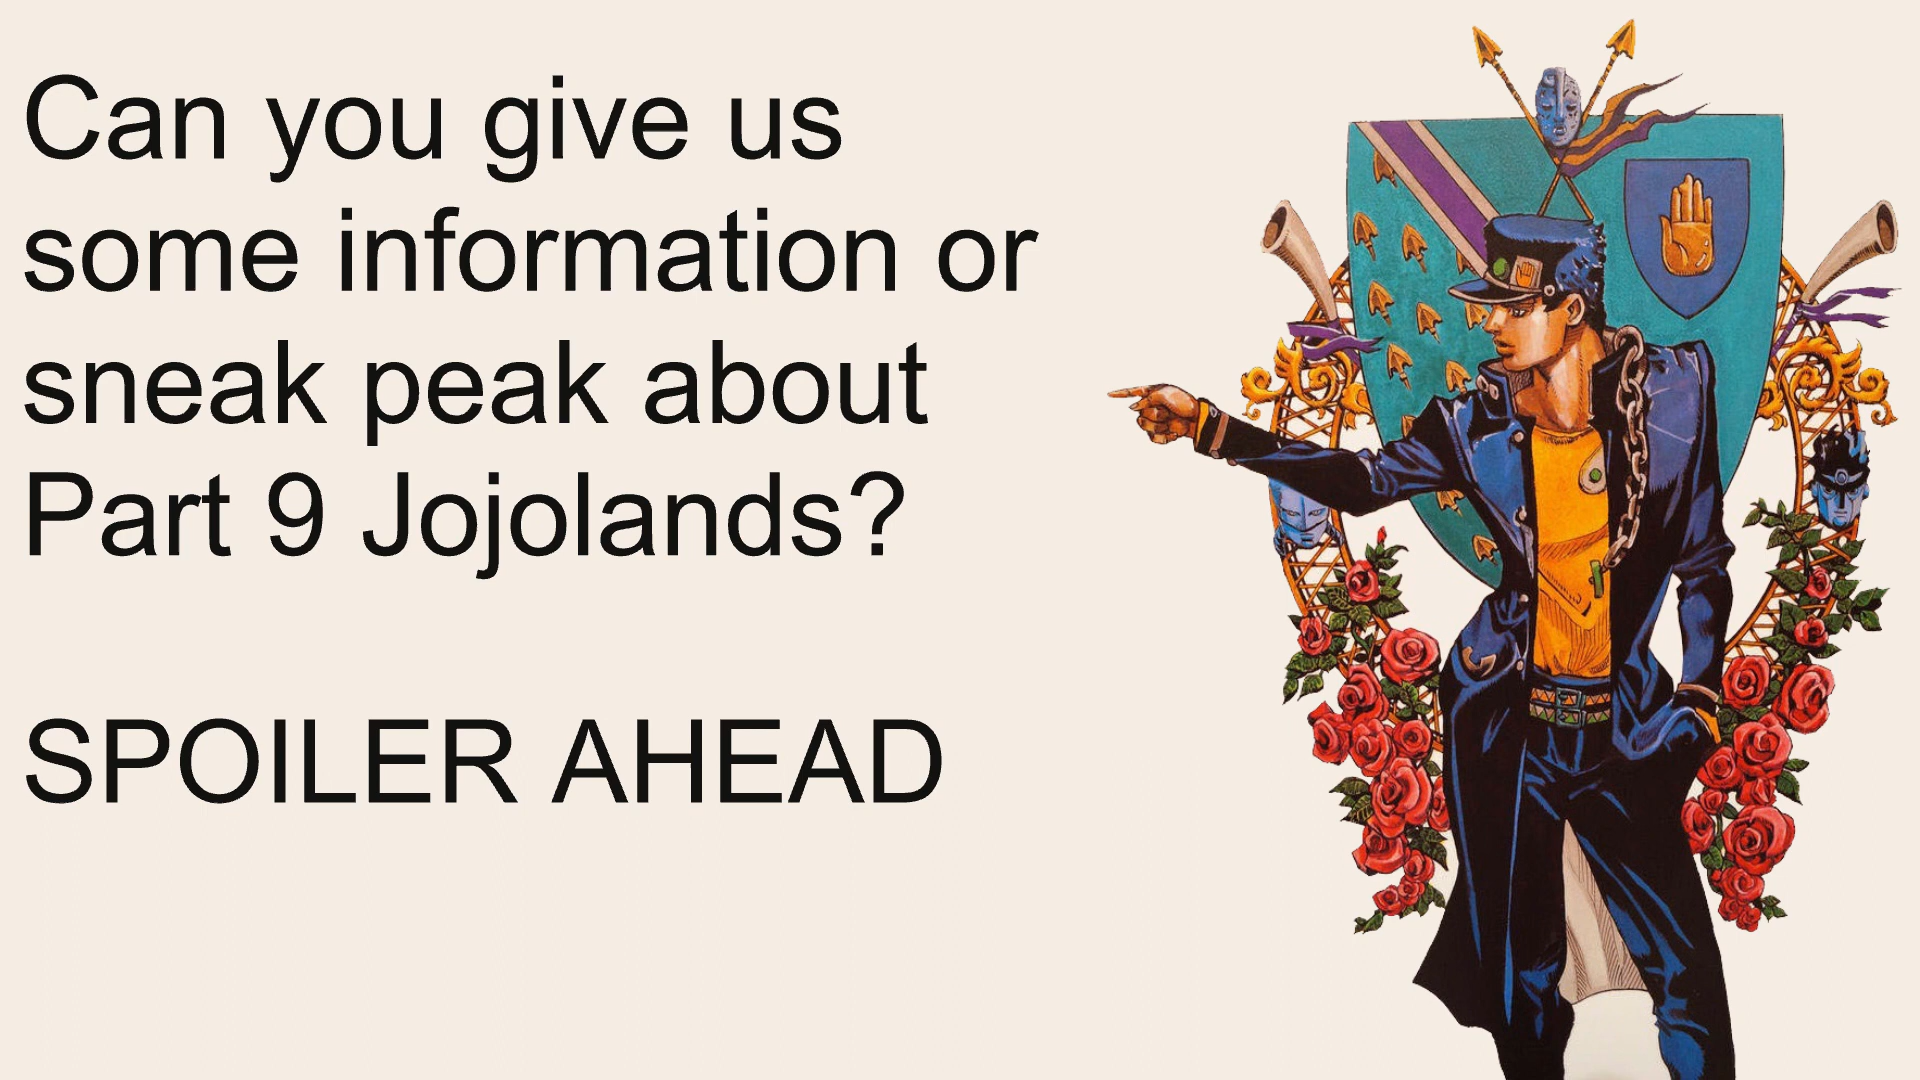 Can you give us
some information or
sneak peak about
Part 9 Jojolands?
SPOILER AHEAD